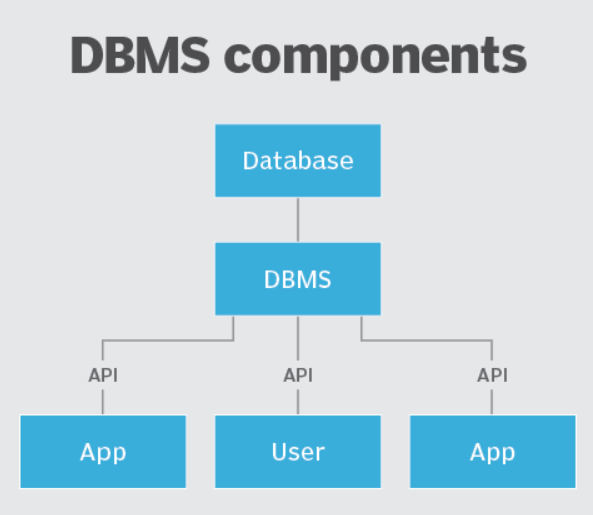 DBMS components
Database
DBMS
API API API
App User App